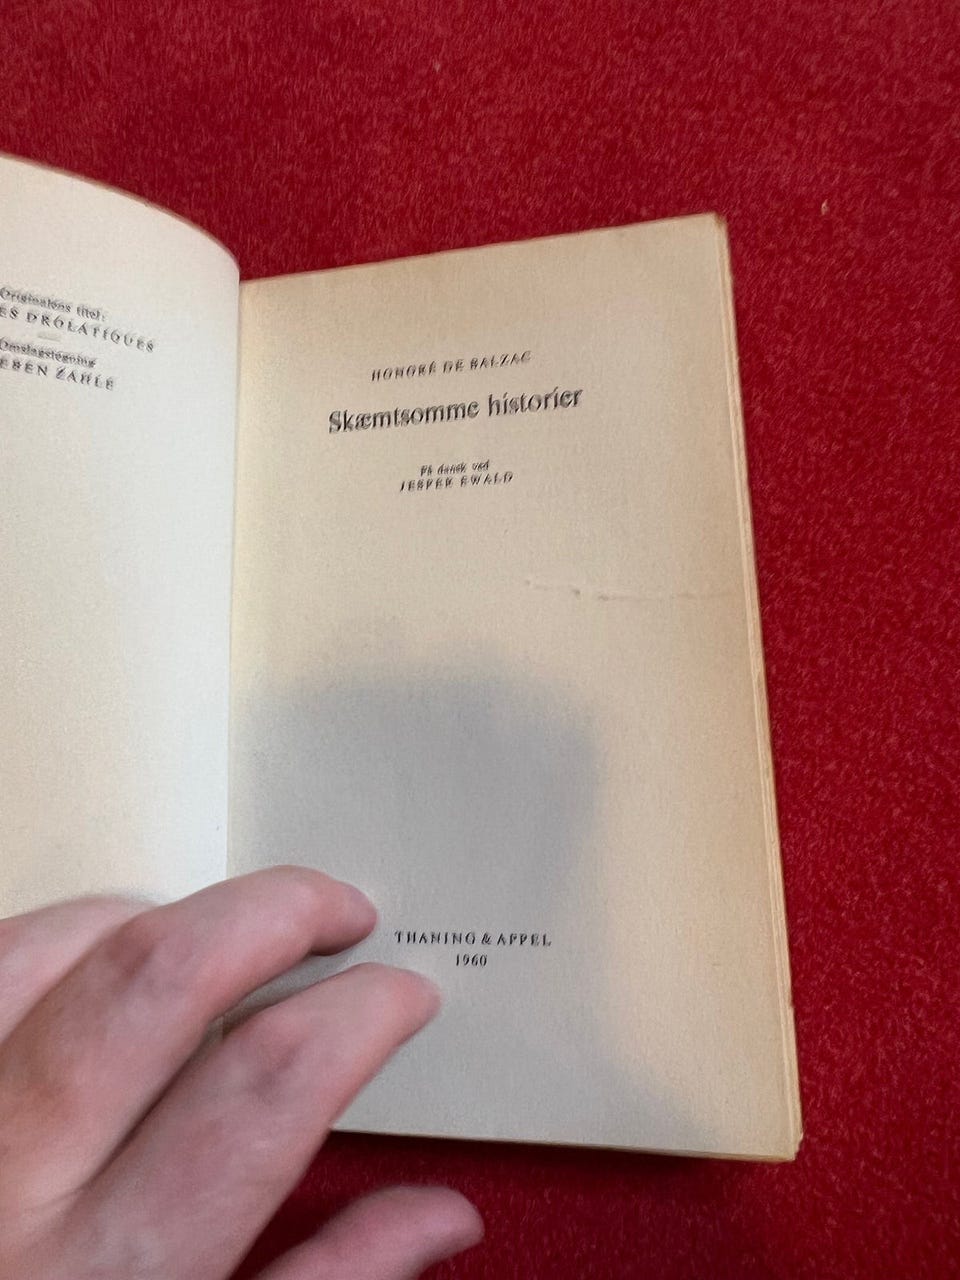 Originalens titel:
ES DROLATIQUES
Omslagstegning
EBEN ZAHLE
HONORÉ DE BALZAC
Skæmtsomme historier
På dansk ved
JESPER EWALD
THANING & APPEL
1960